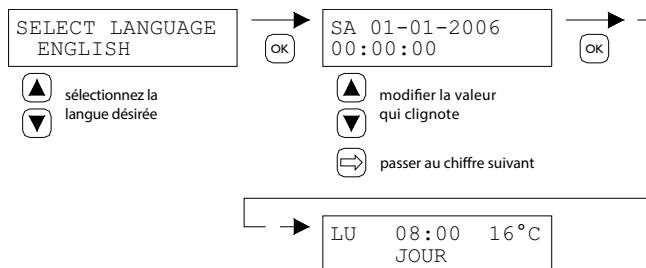 SELECT LANGUAGE
ENGLISH
OK
SA 01-01-2006
00:00:00
OK
sélectionnez la
langue désirée
modifier la valeur
qui clignote
passer au chiffre suivant
LU 08:00 16°C
JOUR